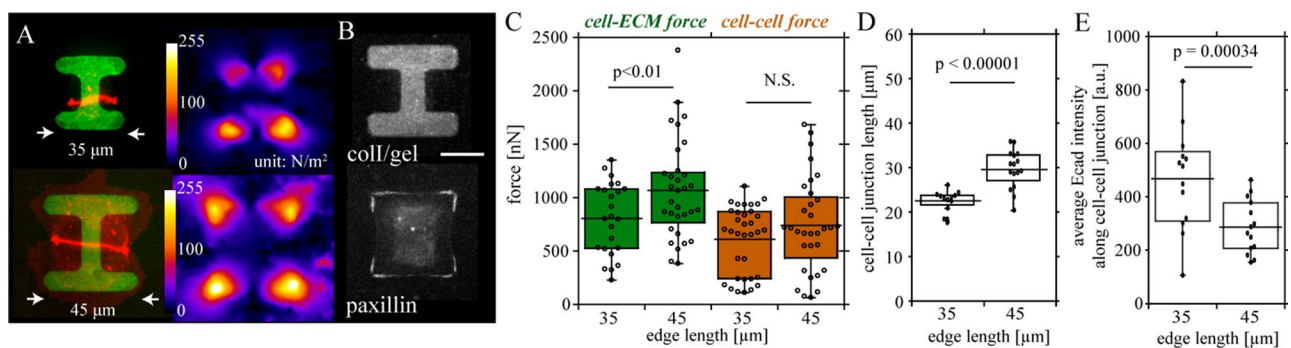 A
255
100
0
35 µm
unit: N/m²
255
100
0
45 µm
B
colI/gel
paxillin
C
cell-ECM force
cell-cell force
2500
2000
1500
1000
500
0
force [nN]
p<0.01
N.S.
35
45
35
45
edge length [µm]
D
60
50
40
30
20
10
0
cell-cell junction length [µm]
p < 0.00001
35
45
edge length [µm]
E
1000
800
600
400
200
0
average Ecad intensity
along cell-cell junction [a.u.]
p = 0.00034
35
45
edge length [µm]